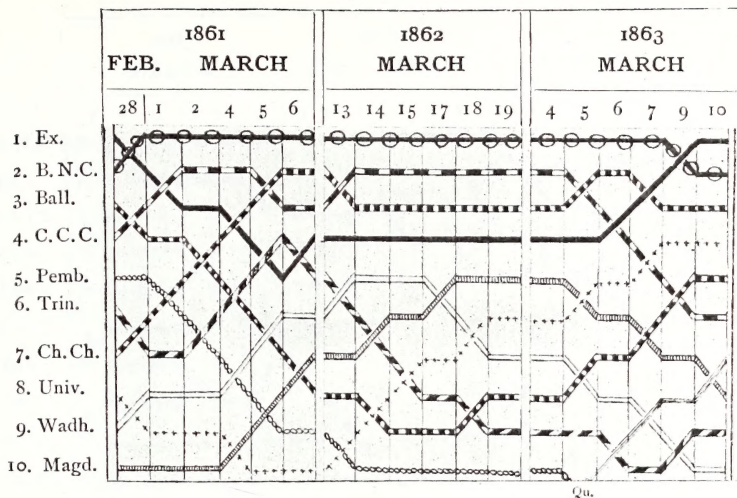 1861 1862 1863
FEB. MARCH MARCH MARCH
28 1 2 4 5 6 13 14 15 17 18 19 4 5 6 7 9 10
1. Ex.
2. B.N.C.
3. Ball.
4. C.C.C.
5. Pemb.
6. Trin.
7. Ch.Ch.
8. Univ.
9. Wadh.
10. Magd.
Qu.